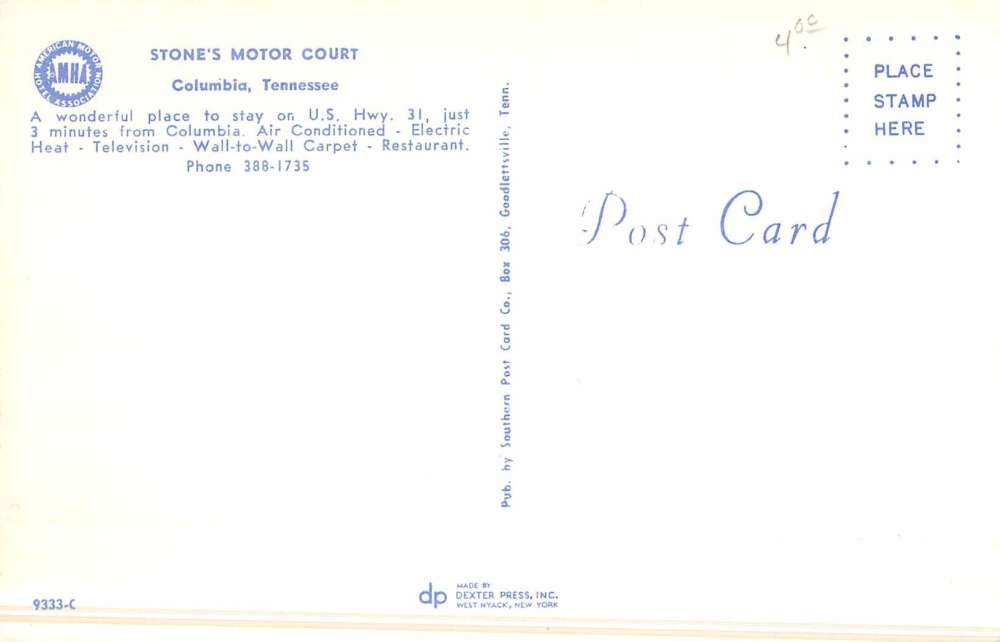 AMERICAN MOTOR HOTEL ASSOCIATION
AMHA
STONE'S MOTOR COURT
Columbia, Tennessee
A wonderful place to stay on U.S. Hwy. 31, just
3 minutes from Columbia. Air Conditioned - Electric
Heat - Television - Wall-to-Wall Carpet - Restaurant.
Phone 388-1735
Pub. by Southern Post Card Co., Box 306, Goodlettsville, Tenn.
4.00
PLACE
STAMP
HERE
Post Card
9333-C
dp
MADE BY
DEXTER PRESS, INC.
WEST NYACK, NEW YORK